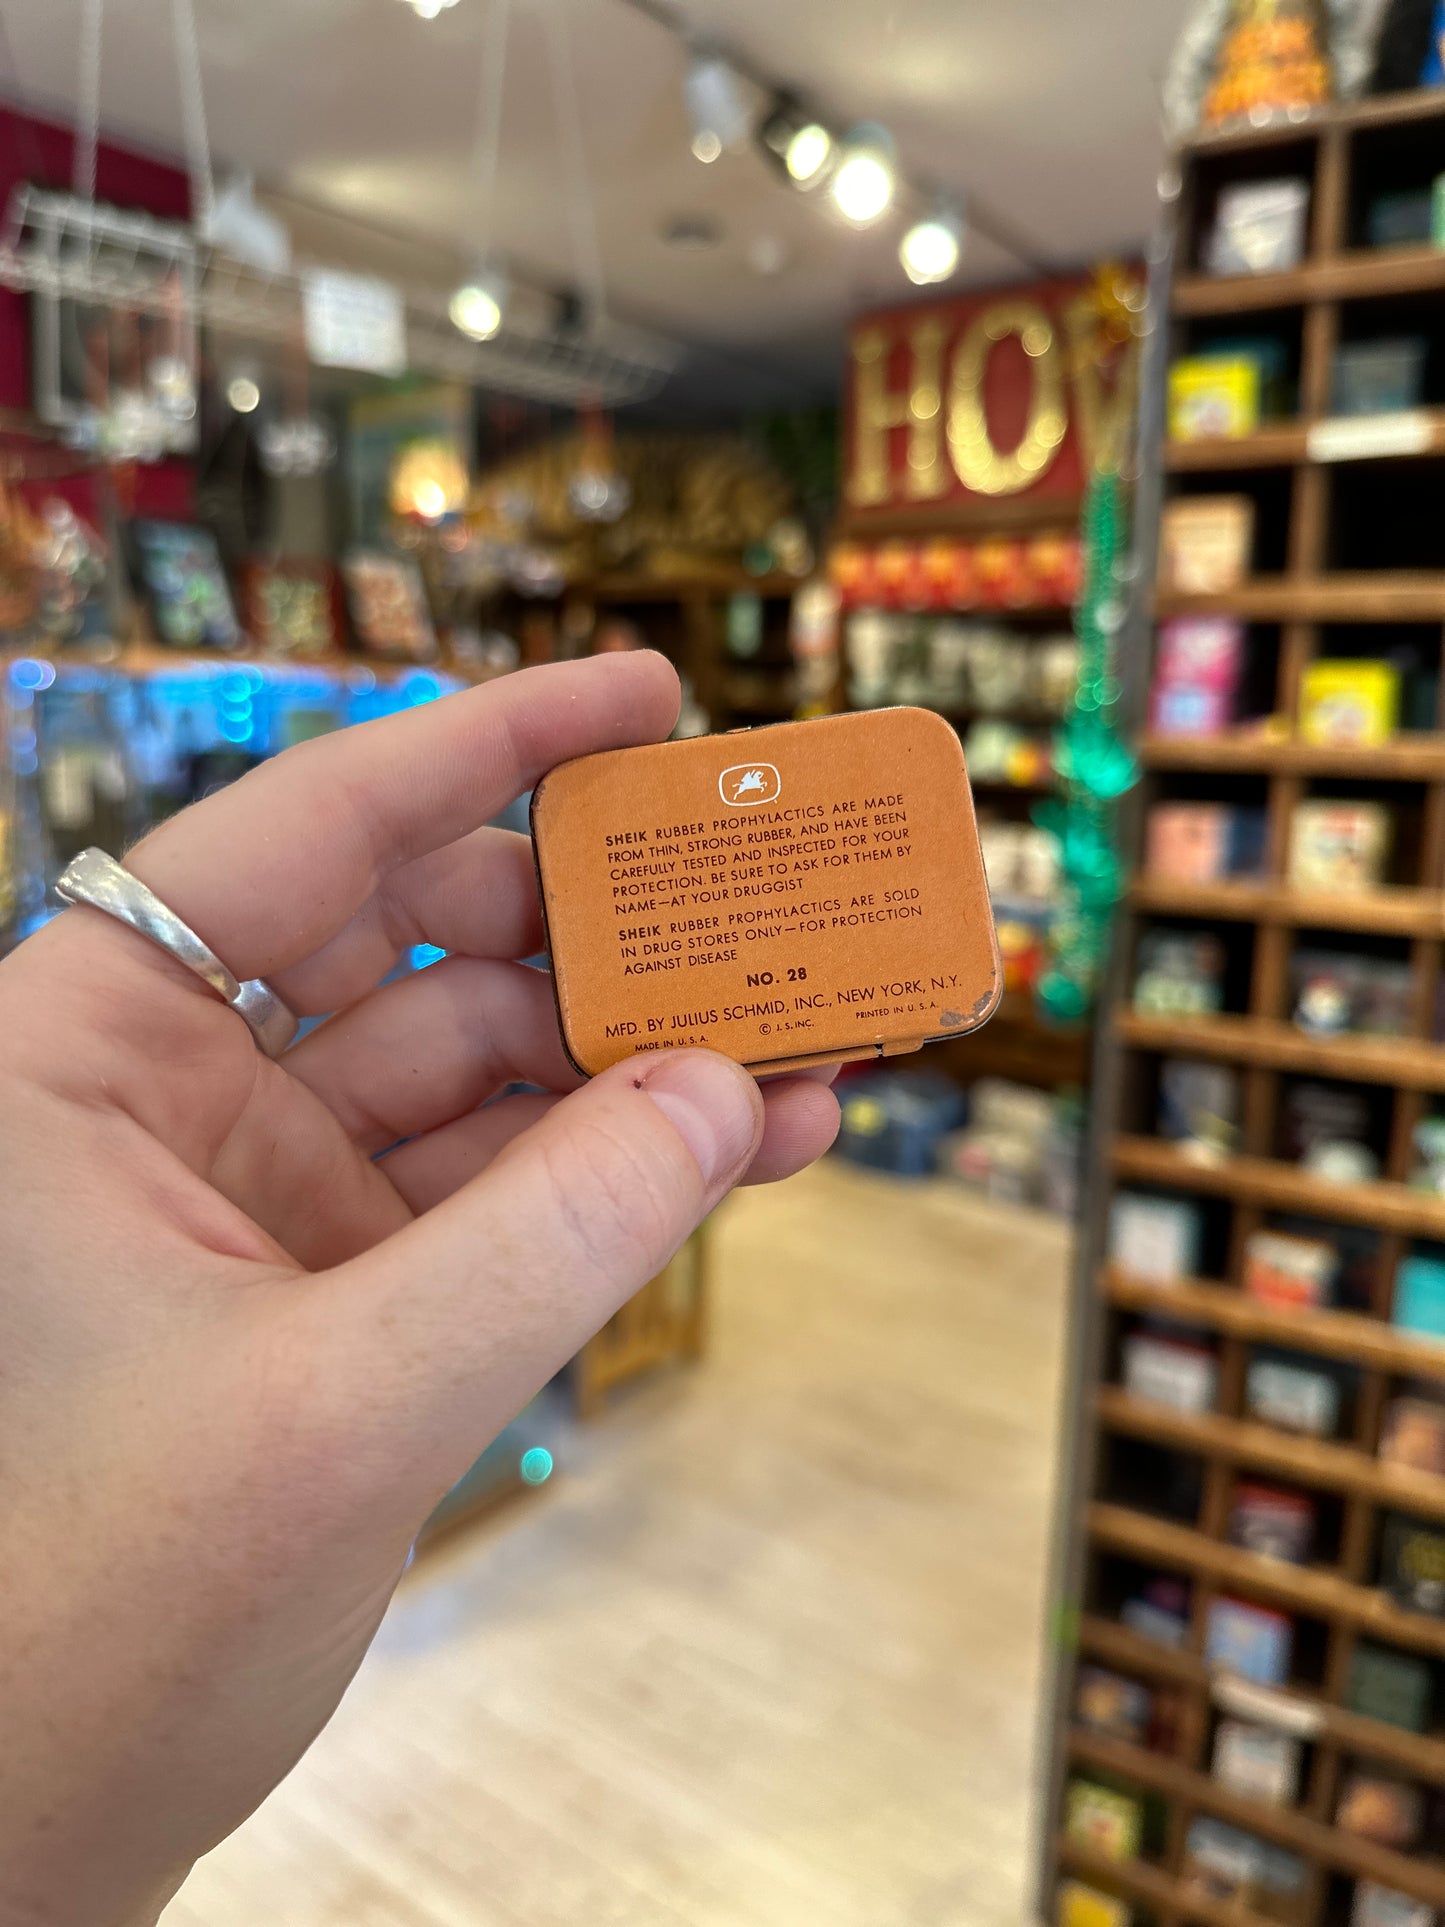 SHEIK RUBBER PROPHYLACTICS ARE MADE
FROM THIN, STRONG RUBBER, AND HAVE BEEN
CAREFULLY TESTED AND INSPECTED FOR YOUR
PROTECTION. BE SURE TO ASK FOR THEM BY
NAME—AT YOUR DRUGGIST
SHEIK RUBBER PROPHYLACTICS ARE SOLD
IN DRUG STORES ONLY—FOR PROTECTION
AGAINST DISEASE
NO. 28
MFD. BY JULIUS SCHMID, INC., NEW YORK, N.Y.
MADE IN U. S. A. © J. S. INC. PRINTED IN U. S. A.
HOW